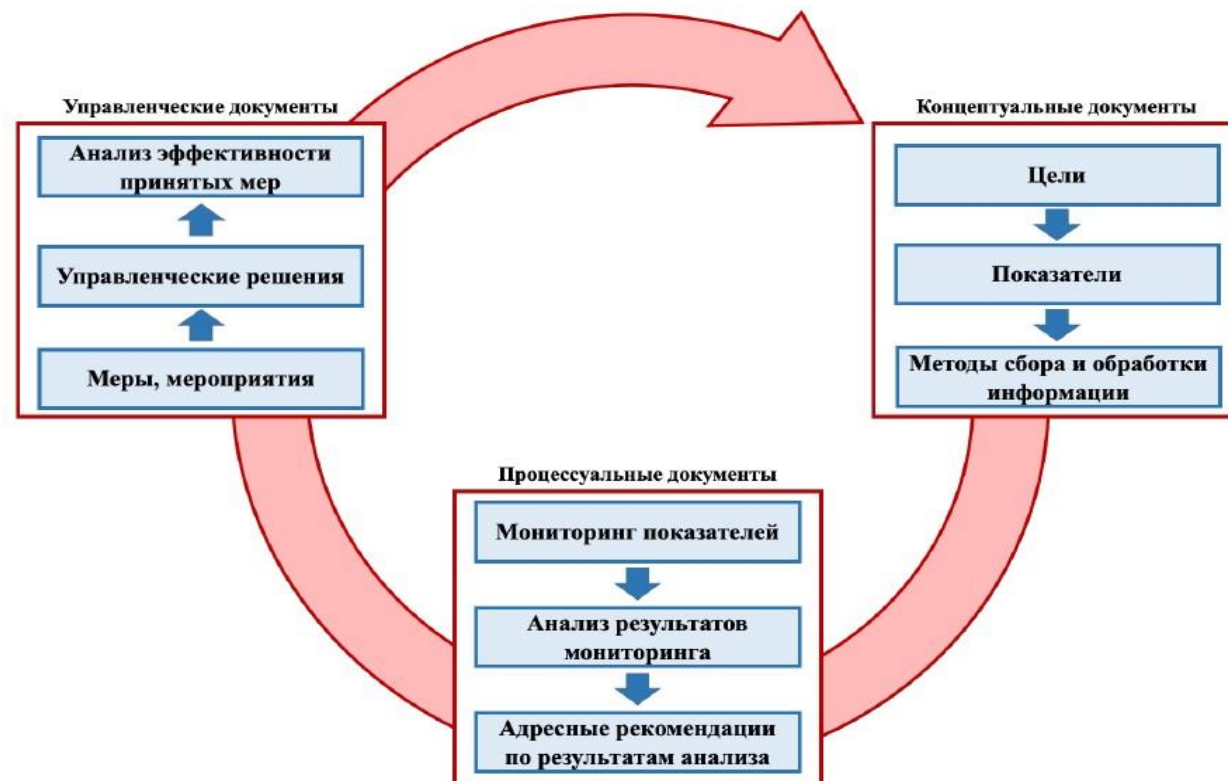 Управленческие документы
Анализ эффективности
принятых мер
Управленческие решения
Меры, мероприятия
Концептуальные документы
Цели
Показатели
Методы сбора и обработки
информации
Процессуальные документы
Мониторинг показателей
Анализ результатов
мониторинга
Адресные рекомендации
по результатам анализа